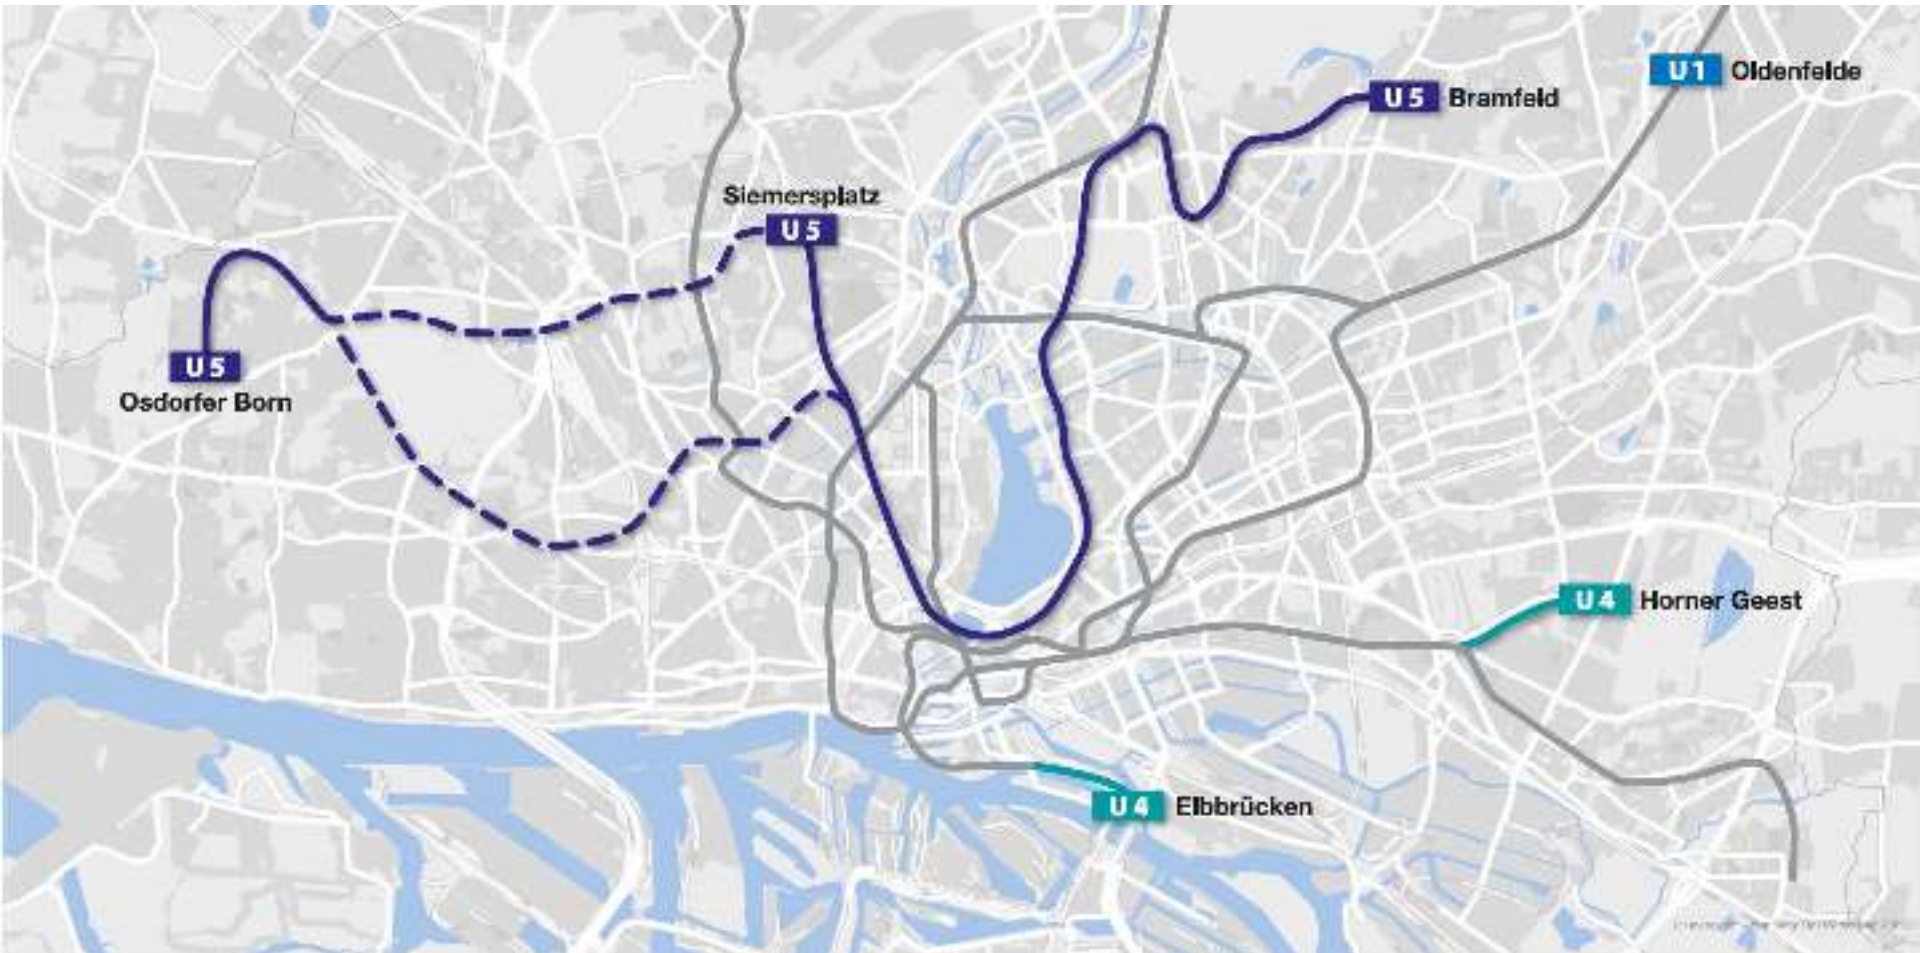 U1 Oldenfelde
U5 Bramfeld
Siemersplatz
U5
U5
Osdorfer Born
U4 Horner Geest
U4 Elbbrücken